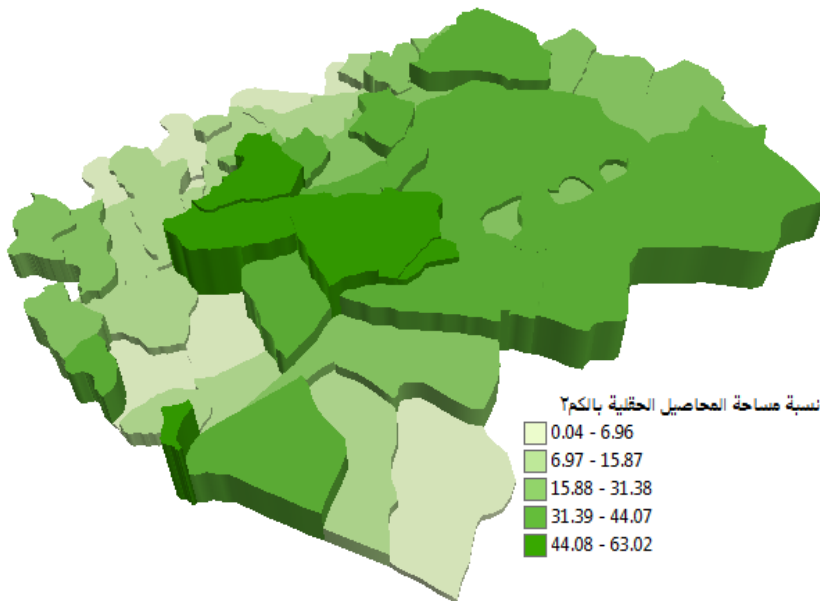 نسبة مساحة المحاصيل الحقلية بالكم٢
0.04 - 6.96
6.97 - 15.87
15.88 - 31.38
31.39 - 44.07
44.08 - 63.02